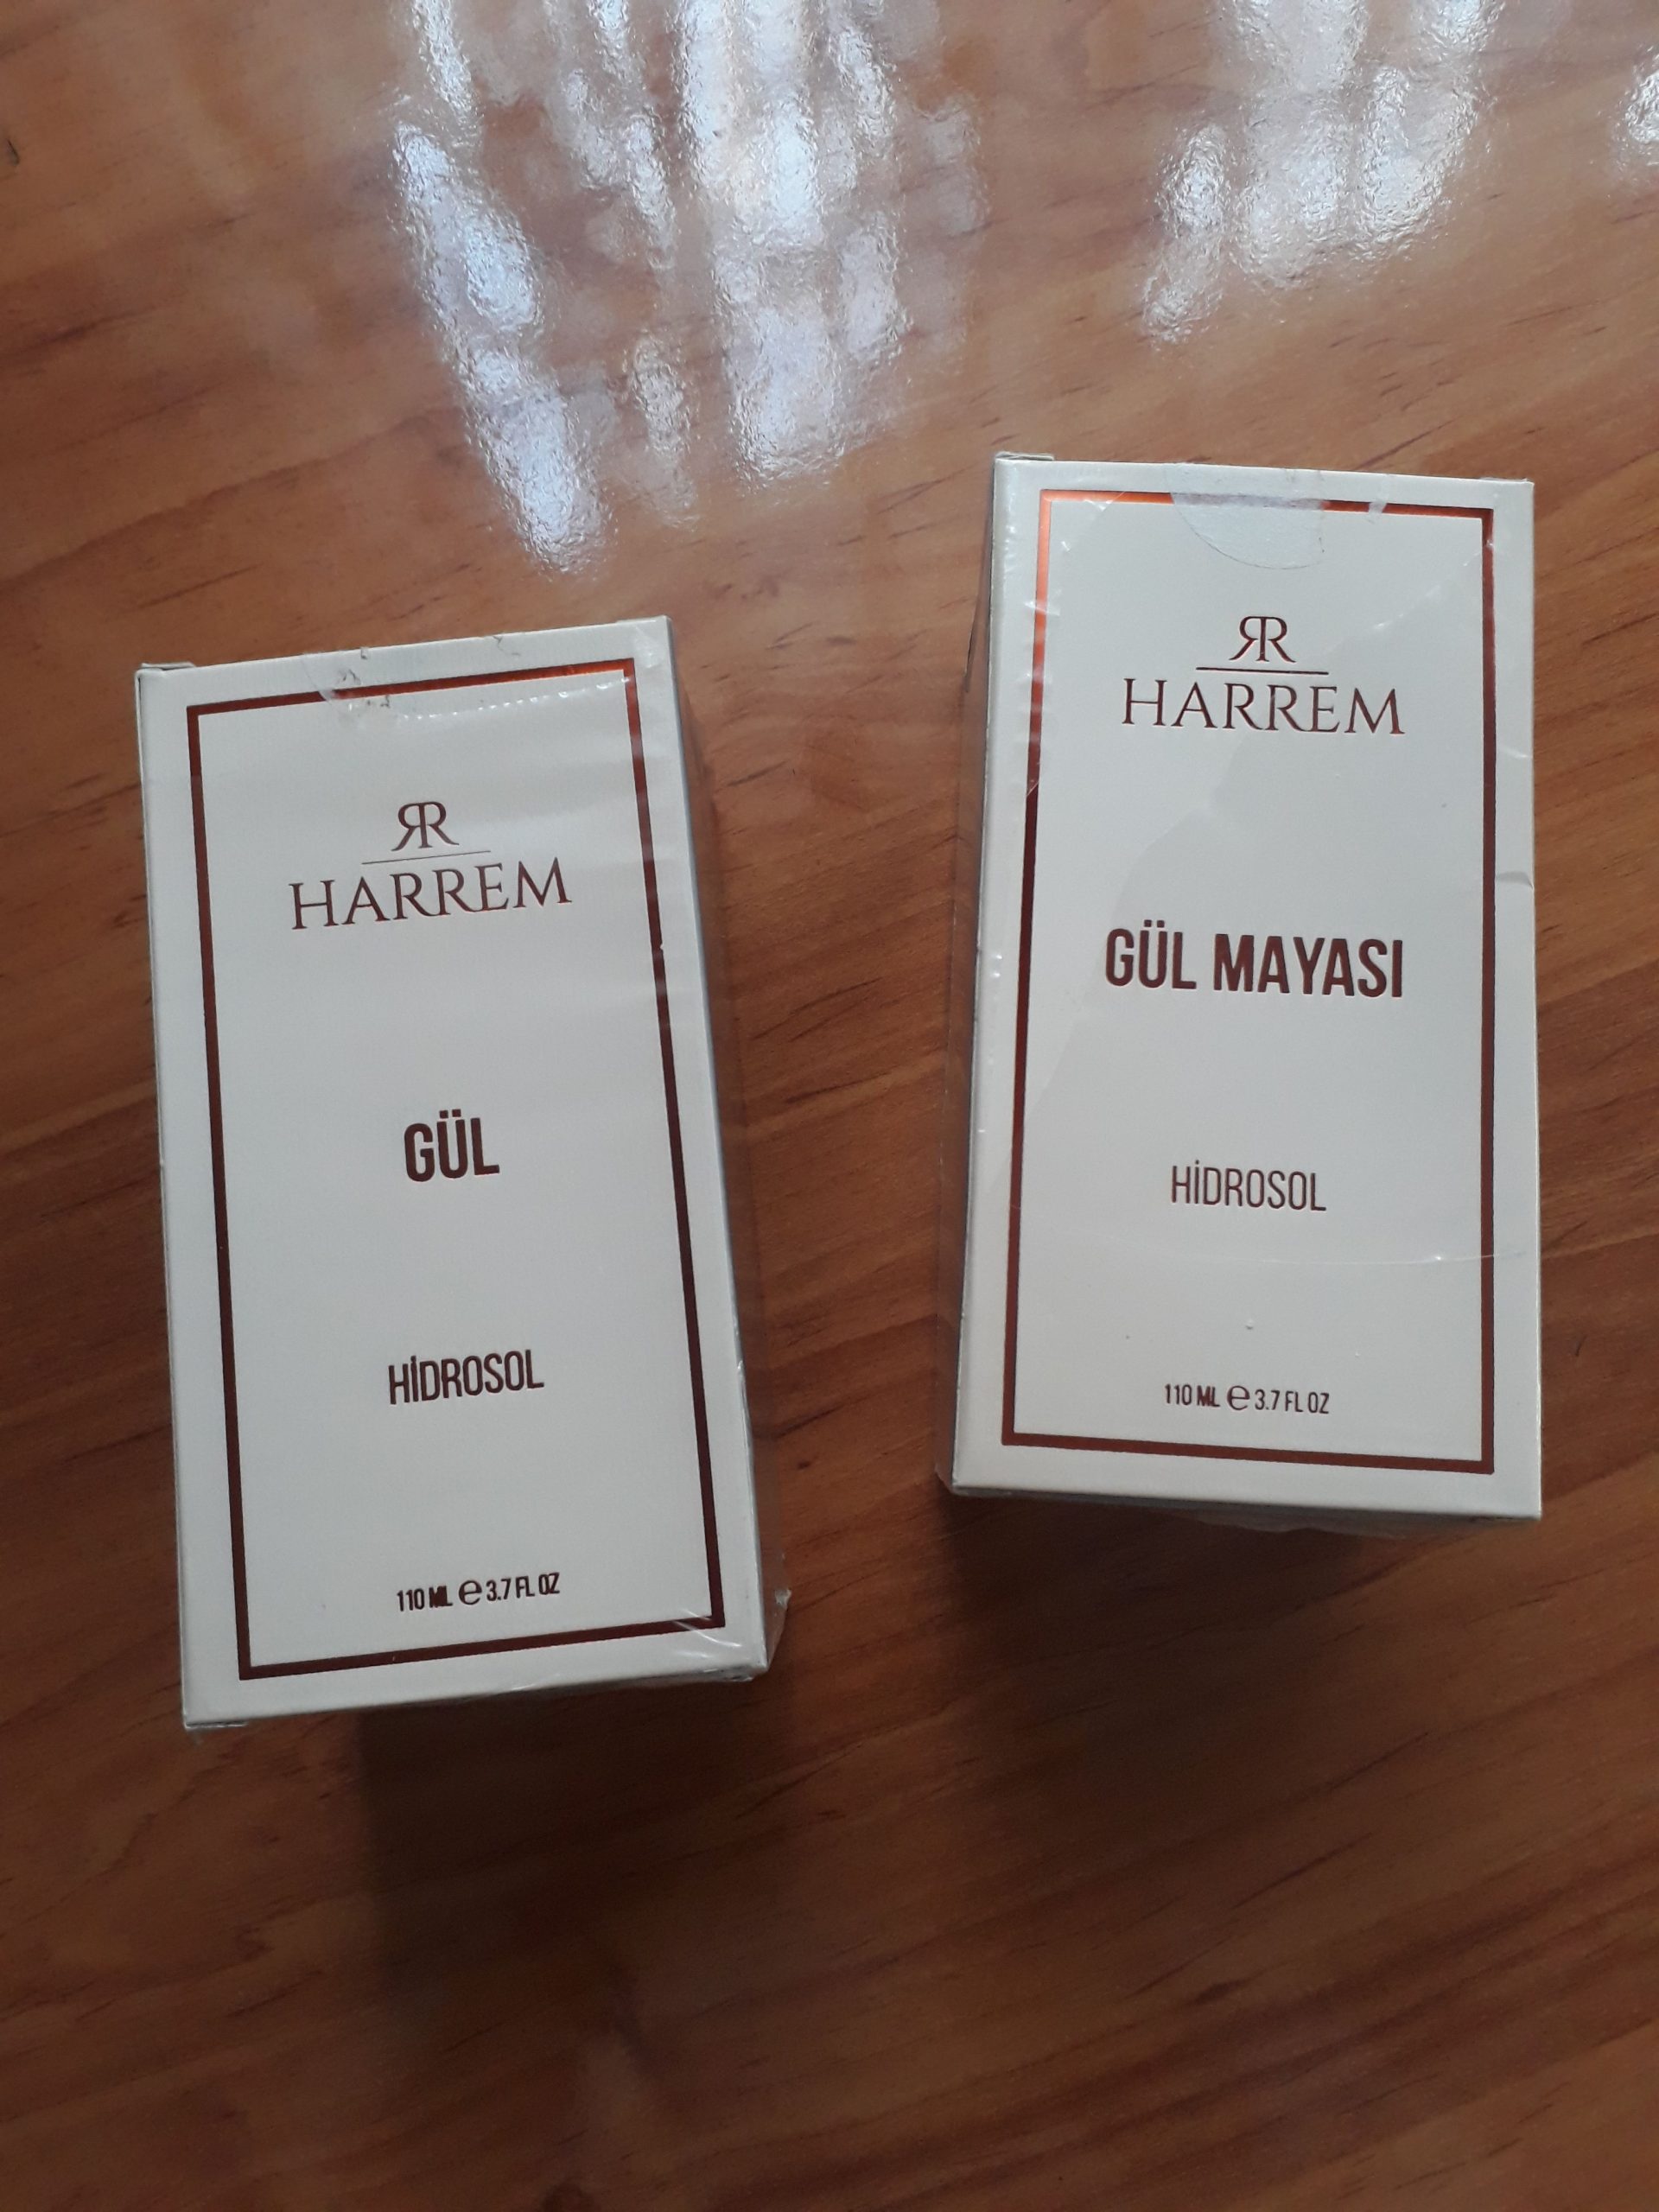 RR
HARREM
GÜL
HİDROSOL
110 ML e 3.7 FL OZ
RR
HARREM
GÜL MAYASI
HİDROSOL
110 ML e 3.7 FL OZ